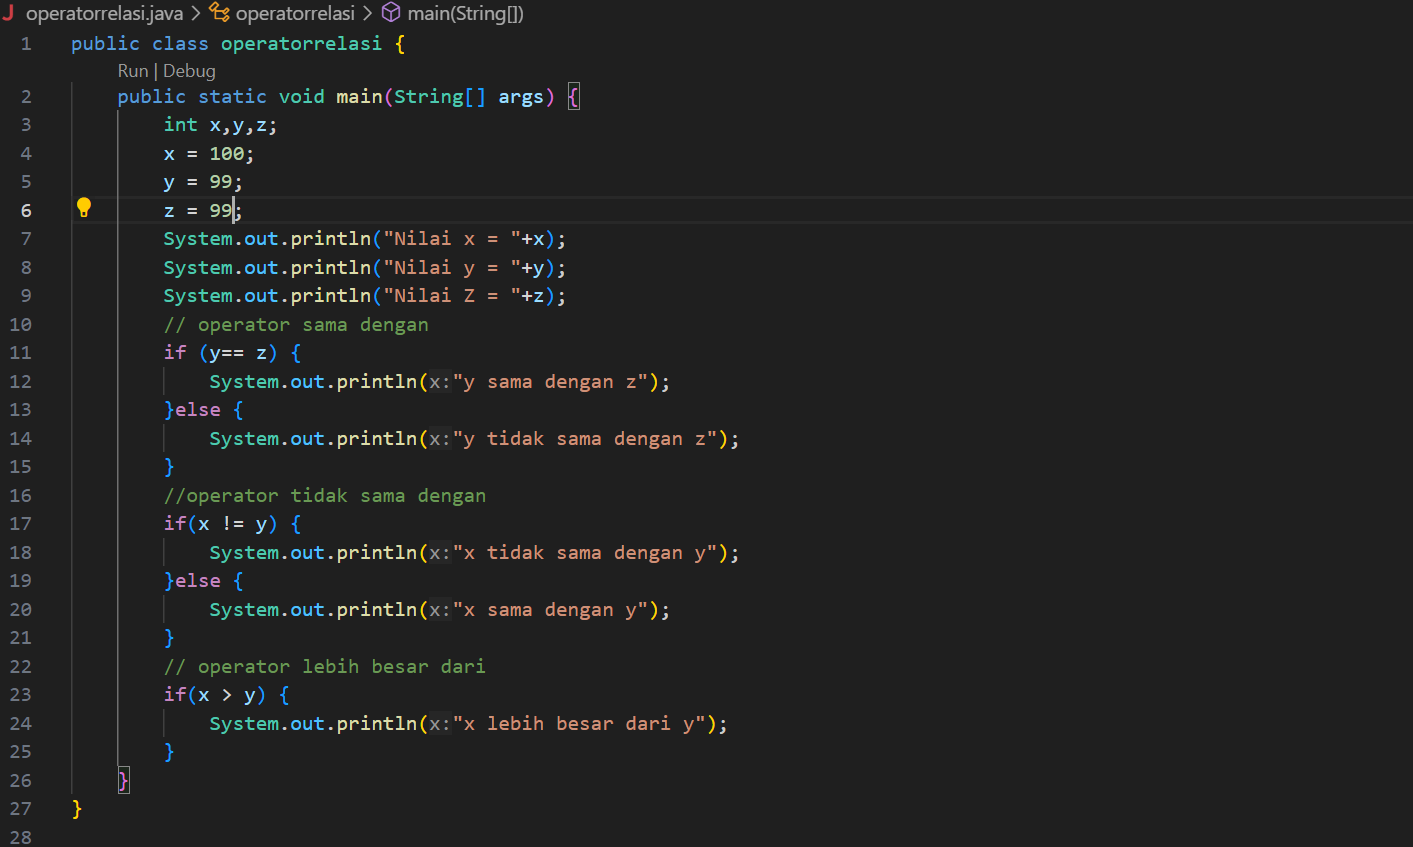 operatorrelasi.java > operatorrelasi > main(String[])
1 public class operatorrelasi {
Run | Debug
2 public static void main(String[] args) {
3 int x,y,z;
4 x = 100;
5 y = 99;
6 z = 99;
7 System.out.println("Nilai x = "+x);
8 System.out.println("Nilai y = "+y);
9 System.out.println("Nilai Z = "+z);
10 // operator sama dengan
11 if (y== z) {
12 System.out.println(x:"y sama dengan z");
13 }else {
14 System.out.println(x:"y tidak sama dengan z");
15 }
16 //operator tidak sama dengan
17 if(x != y) {
18 System.out.println(x:"x tidak sama dengan y");
19 }else {
20 System.out.println(x:"x sama dengan y");
21 }
22 // operator lebih besar dari
23 if(x > y) {
24 System.out.println(x:"x lebih besar dari y");
25 }
26 }
27 }
28